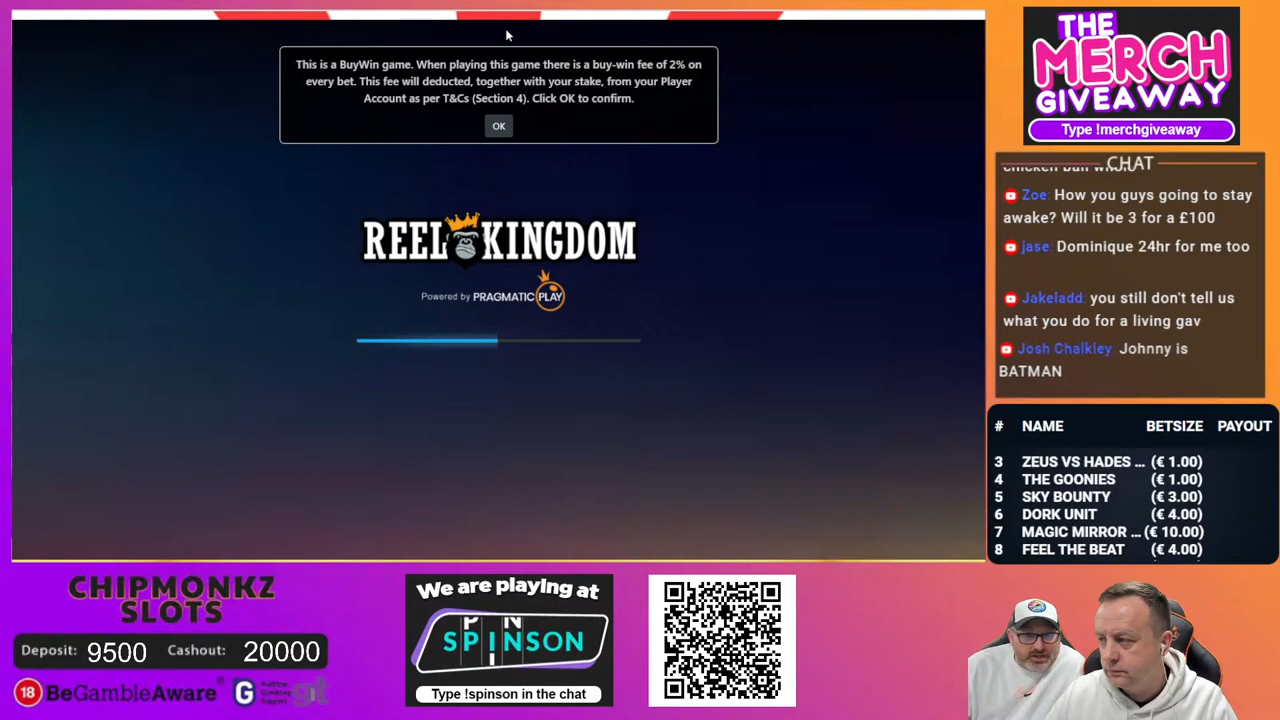 This is a BuyWin game. When playing this game there is a buy-win fee of 2% on
every bet. This fee will deducted, together with your stake, from your Player
Account as per T&Cs (Section 4). Click OK to confirm.
OK
REEL KINGDOM
Powered by PRAGMATIC PLAY
THE
MERCH
GIVEAWAY
Type !merchgiveaway
CHAT
Zoe: How you guys going to stay
awake? Will it be 3 for a £100
jase: Dominique 24hr for me too
Jakeladd: you still don't tell us
what you do for a living gav
Josh Chalkley: Johnny is
BATMAN
# NAME BETSIZE PAYOUT
3 ZEUS VS HADES ... (€ 1.00)
4 THE GOONIES (€ 1.00)
5 SKY BOUNTY (€ 3.00)
6 DORK UNIT (€ 4.00)
7 MAGIC MIRROR ... (€ 10.00)
8 FEEL THE BEAT (€ 4.00)
CHIPMONKZ
SLOTS
Deposit: 9500 Cashout: 20000
18 BeGambleAware
We are playing at
SPINSON
Type !spinson in the chat